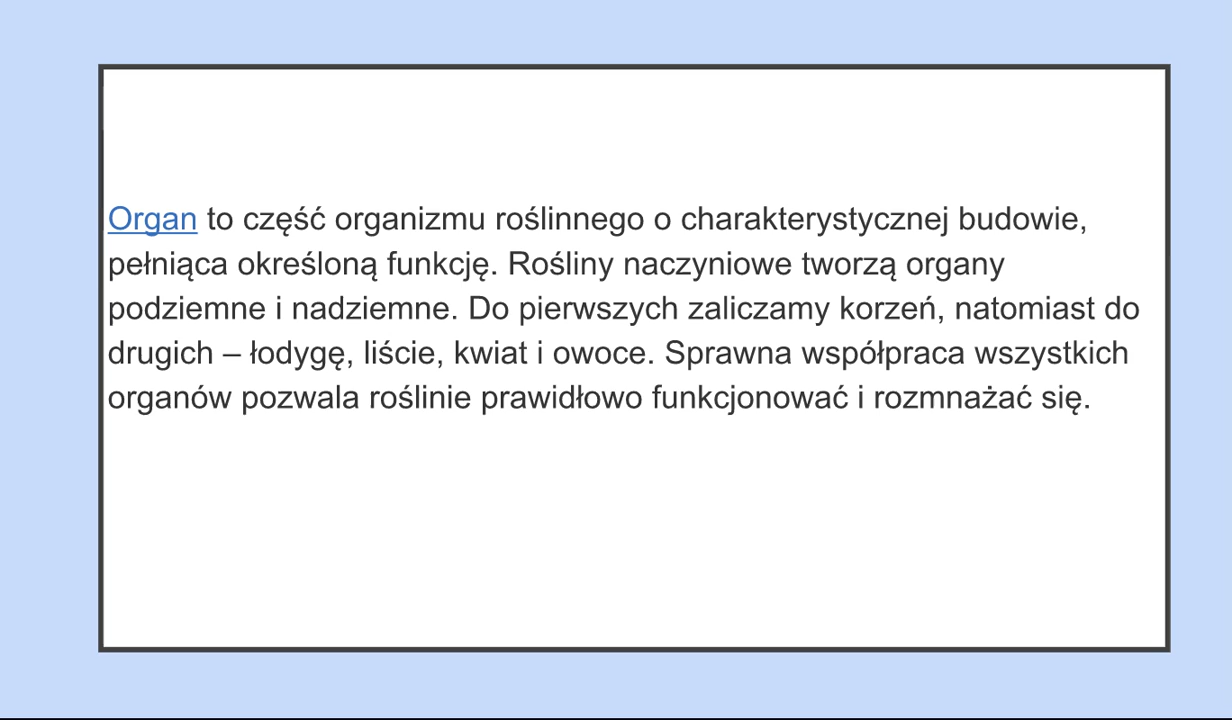 Organ to część organizmu roślinnego o charakterystycznej budowie,
pełniąca określoną funkcję. Rośliny naczyniowe tworzą organy
podziemne i nadziemne. Do pierwszych zaliczamy korzeń, natomiast do
drugich – łodygę, liście, kwiat i owoce. Sprawna współpraca wszystkich
organów pozwala roślinie prawidłowo funkcjonować i rozmnażać się.